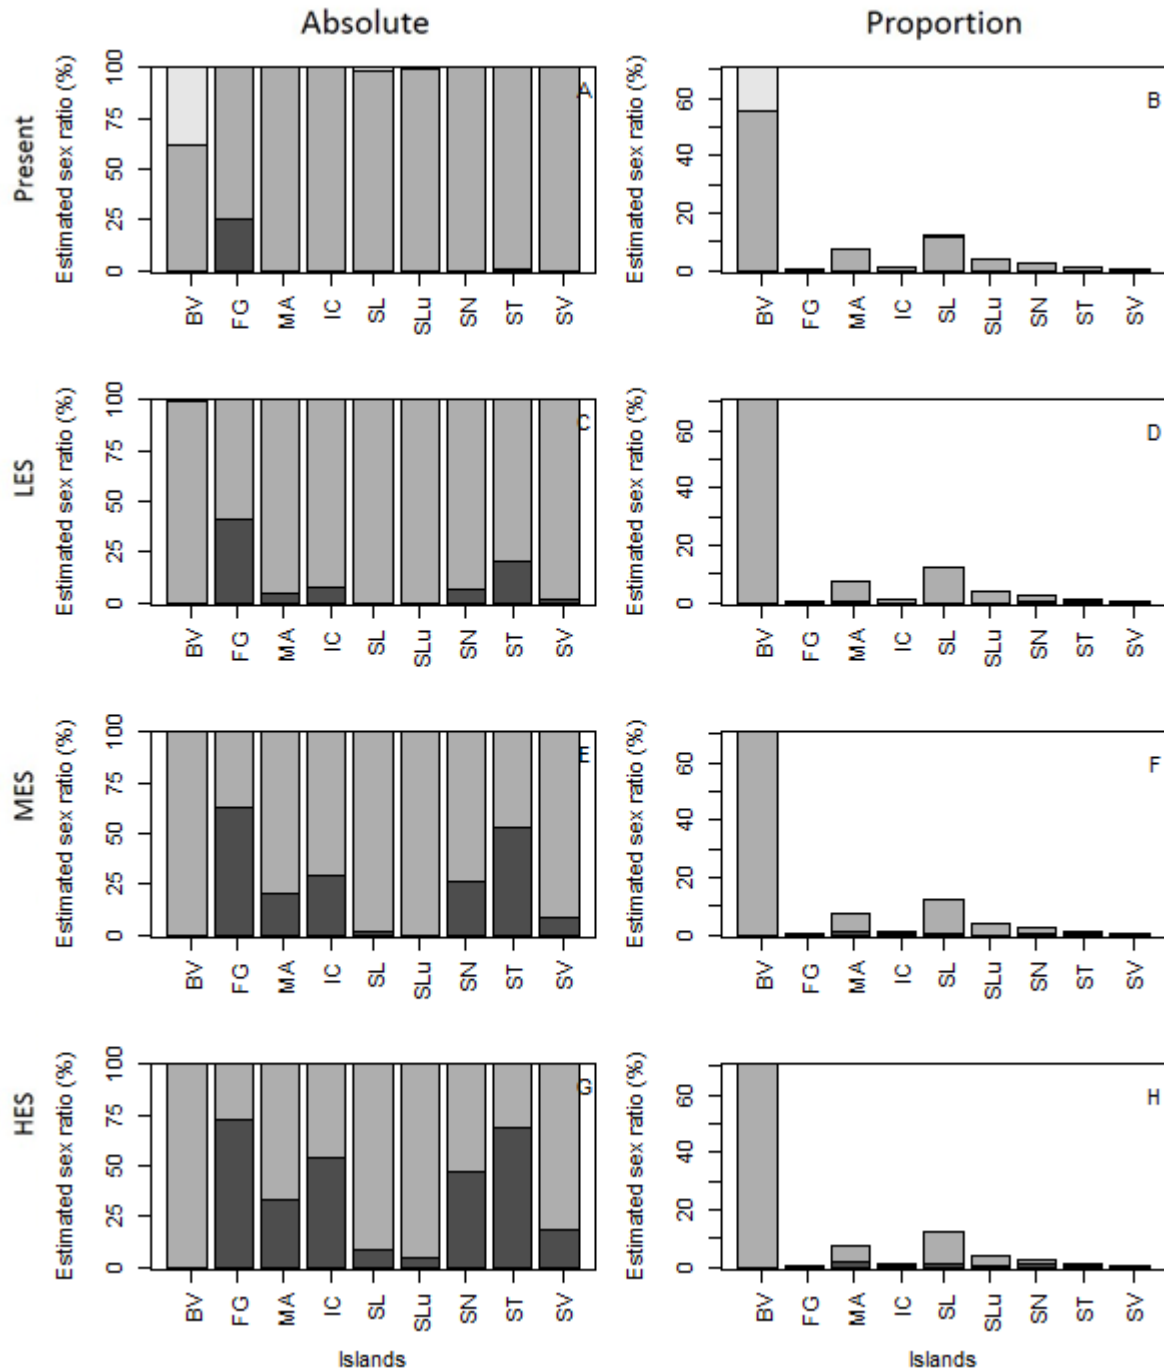 Absolute Proportion
Present
Estimated sex ratio (%)
100
75
50
25
0
A
BV FG MA IC SL SLu SN ST SV
Estimated sex ratio (%)
60
40
20
0
B
BV FG MA IC SL SLu SN ST SV
LES
Estimated sex ratio (%)
100
75
50
25
0
C
BV FG MA IC SL SLu SN ST SV
Estimated sex ratio (%)
60
40
20
0
D
BV FG MA IC SL SLu SN ST SV
MES
Estimated sex ratio (%)
100
75
50
25
0
E
BV FG MA IC SL SLu SN ST SV
Estimated sex ratio (%)
60
40
20
0
F
BV FG MA IC SL SLu SN ST SV
HES
Estimated sex ratio (%)
100
75
50
25
0
G
BV FG MA IC SL SLu SN ST SV
Islands
Estimated sex ratio (%)
60
40
20
0
H
BV FG MA IC SL SLu SN ST SV
Islands